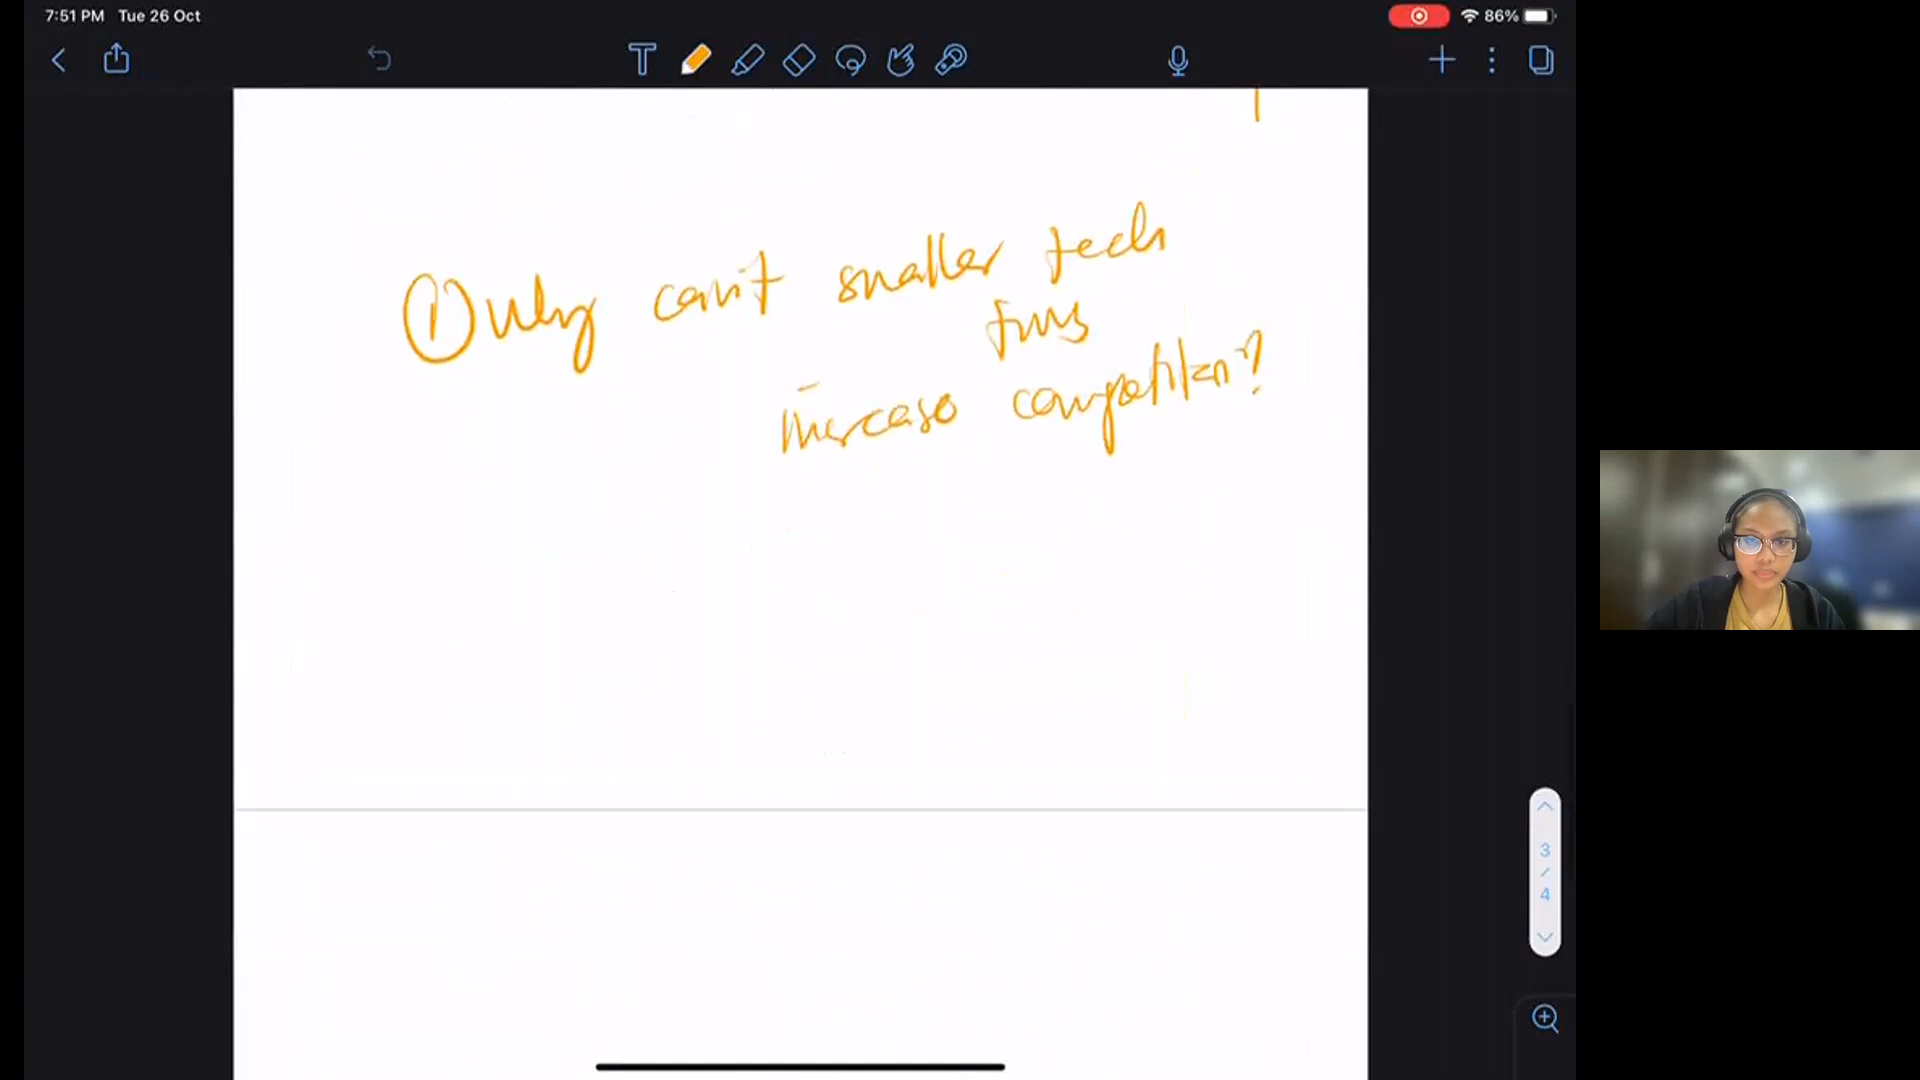 7:51 PM Tue 26 Oct
86%
T
① Why can't smaller tech
firms
increase competition?
3
/
4